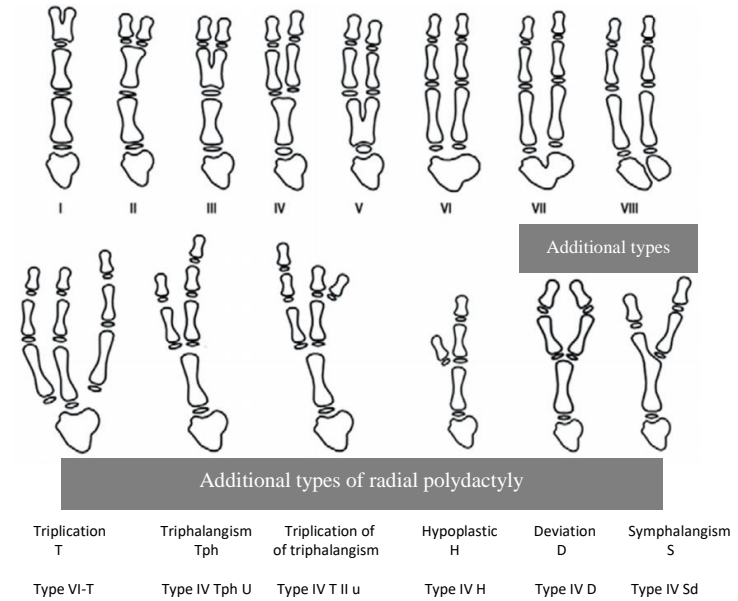 I II III IV V VI VII VIII
Additional types
Additional types of radial polydactyly
Triplication Triphalangism Triplication of Hypoplastic Deviation Symphalangism
T Tph of triphalangism H D S
Type VI-T Type IV Tph U Type IV T II u Type IV H Type IV D Type IV Sd